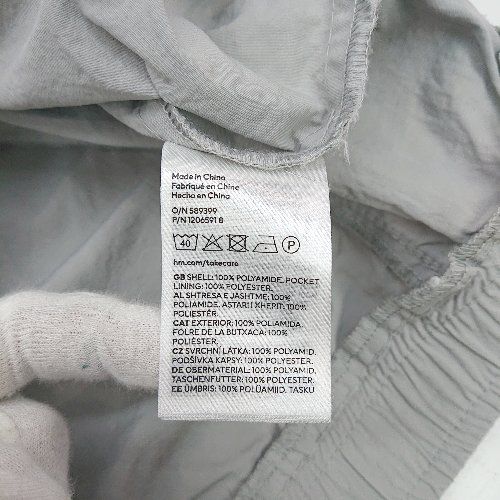 Made in China
Fabriqué en Chine
Hecho en China
O/N 589399
P/N 1206591 8
40 P
hm.com/takecare
GB SHELL: 100% POLYAMIDE. POCKET
LINING: 100% POLYESTER.
AL SHTRESA E JASHTME: 100%
POLIAMIDE. ASTARI I XHEPIT: 100%
POLIESTËR.
CAT EXTERIOR: 100% POLIAMIDA.
FOLRE DE LA BUTXACA: 100%
POLIÈSTER.
CZ SVRCHNÍ LÁTKA: 100% POLYAMID.
PODŠÍVKA KAPSY: 100% POLYESTER.
DE OBERMATERIAL: 100% POLYAMID.
TASCHENFUTTER: 100% POLYESTER.
EE ÜMBRIS: 100% POLÜAMIID. TASKU